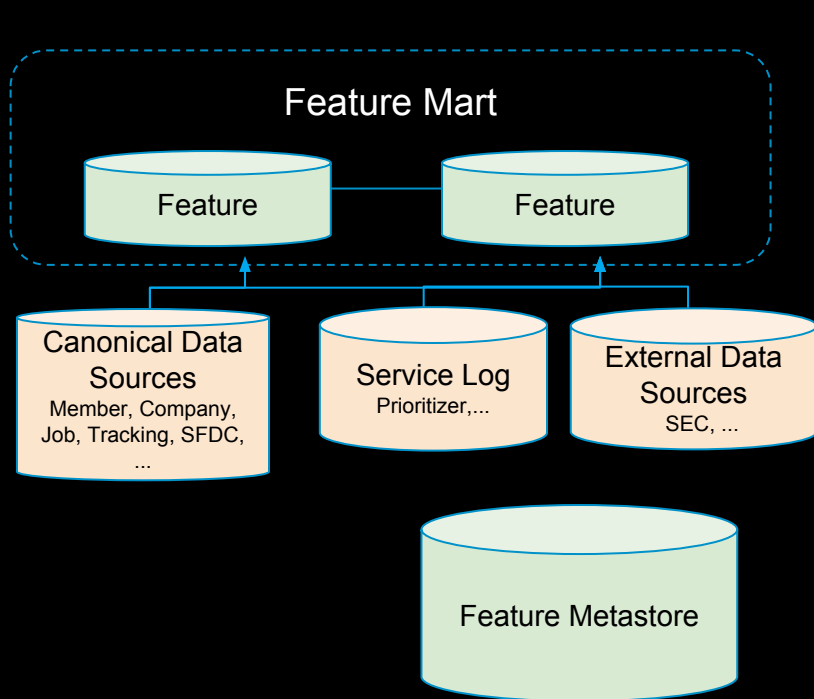 Feature Mart
Feature
Feature
Canonical Data
Sources
Member, Company,
Job, Tracking, SFDC,
...
Service Log
Prioritizer,...
External Data
Sources
SEC, ...
Feature Metastore